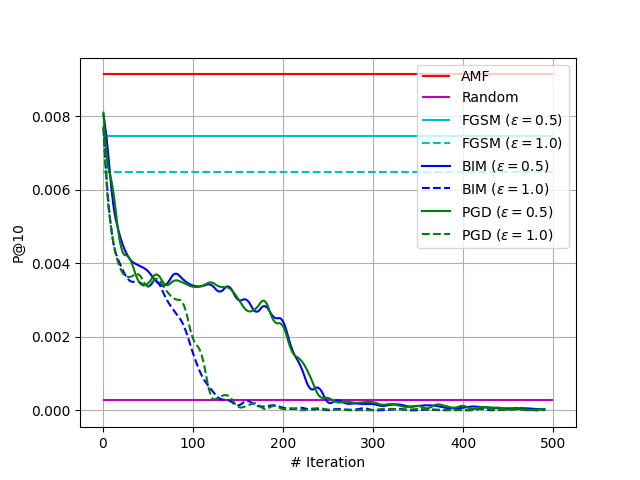 AMF
Random
FGSM (ε = 0.5)
FGSM (ε = 1.0)
BIM (ε = 0.5)
BIM (ε = 1.0)
PGD (ε = 0.5)
PGD (ε = 1.0)
0.008
0.006
0.004
0.002
0.000
P@10
0 100 200 300 400 500
# Iteration